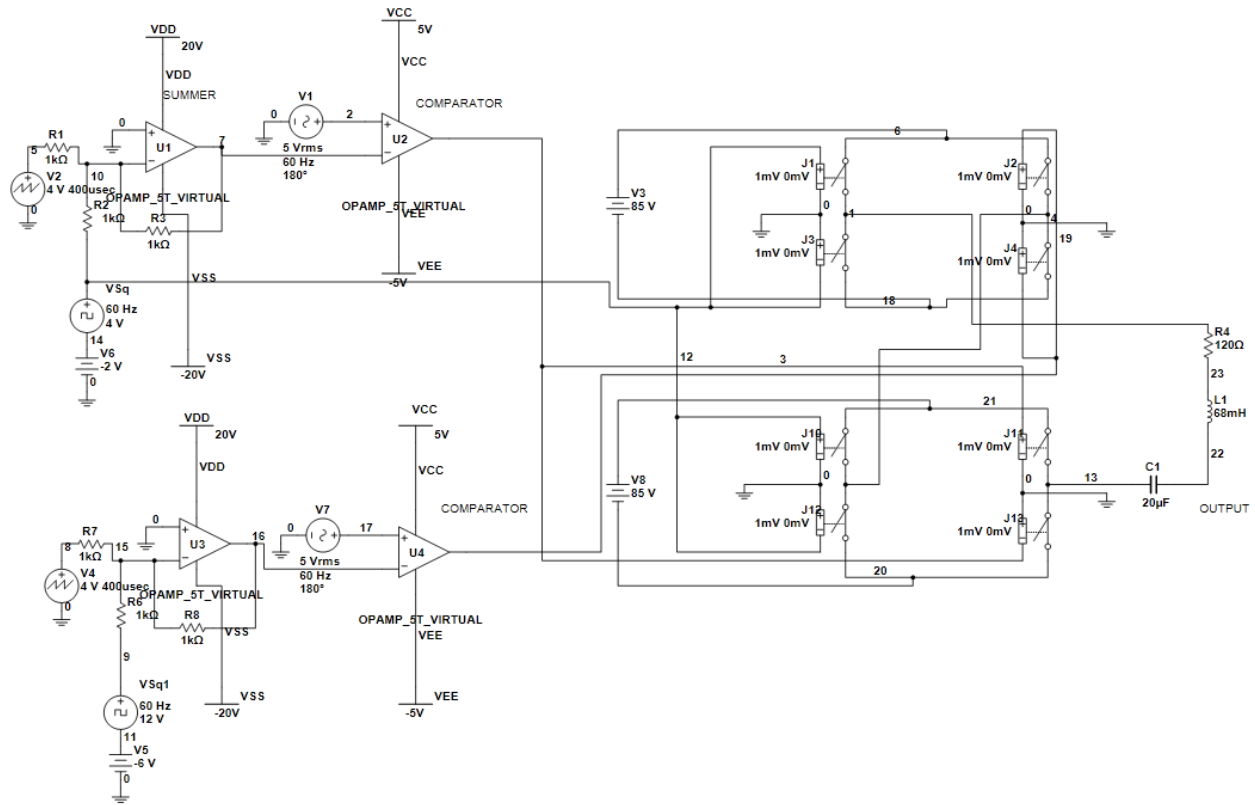 VDD
20V
VDD
SUMMER
0
U1
7
R1
5
1kΩ
V2
4 V 400usec
0
10
OPAMP_5T_VIRTUAL
R2
1kΩ
R3
1kΩ
VSS
VSq
60 Hz
4 V
14
V6
-2 V
0
VSS
-20V
VCC
5V
VCC
COMPARATOR
V1
0
2
5 Vrms
60 Hz
180°
U2
OPAMP_5T_VIRTUAL
VEE
VEE
-5V
6
V3
85 V
J1
1mV 0mV
0
1
J3
1mV 0mV
J2
1mV 0mV
0
4
19
J4
1mV 0mV
18
12
3
R4
120Ω
23
L1
68mH
22
VDD
20V
VDD
0
U3
16
R7
8
1kΩ
15
V4
4 V 400usec
0
OPAMP_5T_VIRTUAL
R6
1kΩ
R8
1kΩ
VSS
9
VSq1
60 Hz
12 V
11
V5
-6 V
0
VSS
-20V
VCC
5V
VCC
COMPARATOR
V7
0
17
5 Vrms
60 Hz
180°
U4
OPAMP_5T_VIRTUAL
VEE
VEE
-5V
21
V8
85 V
J10
1mV 0mV
0
J12
1mV 0mV
J11
1mV 0mV
0
J13
1mV 0mV
20
13
C1
20µF
OUTPUT